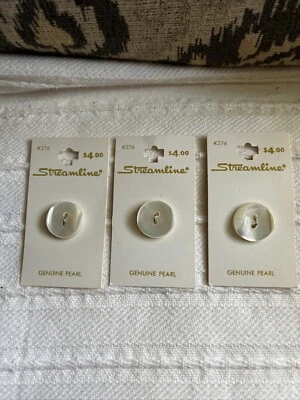 K276 $4.00
Streamline®
GENUINE PEARL
K276 $4.00
Streamline®
GENUINE PEARL
K276 $4.00
Streamline®
GENUINE PEARL